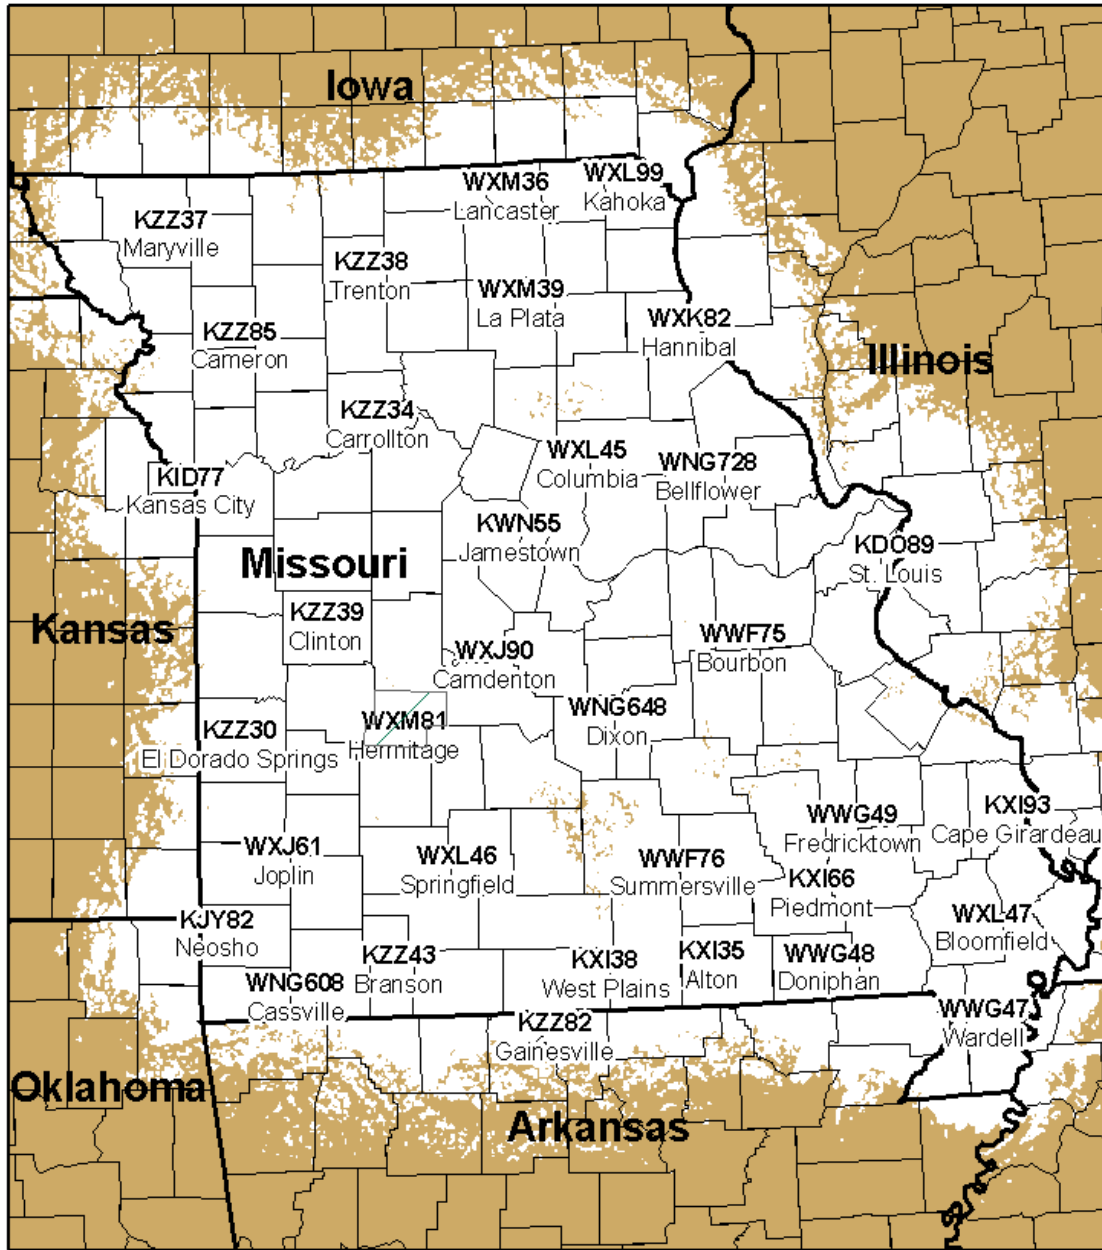 Iowa
WXL99
Kahoka
WXM36
Lancaster
KZZ37
Maryville
KZZ38
Trenton
WXM39
La Plata
WXK82
Hannibal
KZZ85
Cameron
Illinois
KZZ34
Carrollton
WXL45
Columbia
WNG728
Bellflower
KID77
Kansas City
KWN55
Jamestown
KDO89
St. Louis
Missouri
KZZ39
Clinton
Kansas
WWF75
Bourbon
WXJ90
Camdenton
WNG648
Dixon
WXM81
Hermitage
KZZ30
El Dorado Springs
KXI93
Cape Girardeau
WWG49
Fredricktown
WXJ61
Joplin
WXL46
Springfield
WWF76
Summersville
KXI66
Piedmont
WXL47
Bloomfield
KJY82
Neosho
KZZ43
Branson
KXI38
West Plains
KXI35
Alton
WWG48
Doniphan
WNG608
Cassville
WWG47
Wardell
KZZ82
Gainesville
Oklahoma
Arkansas